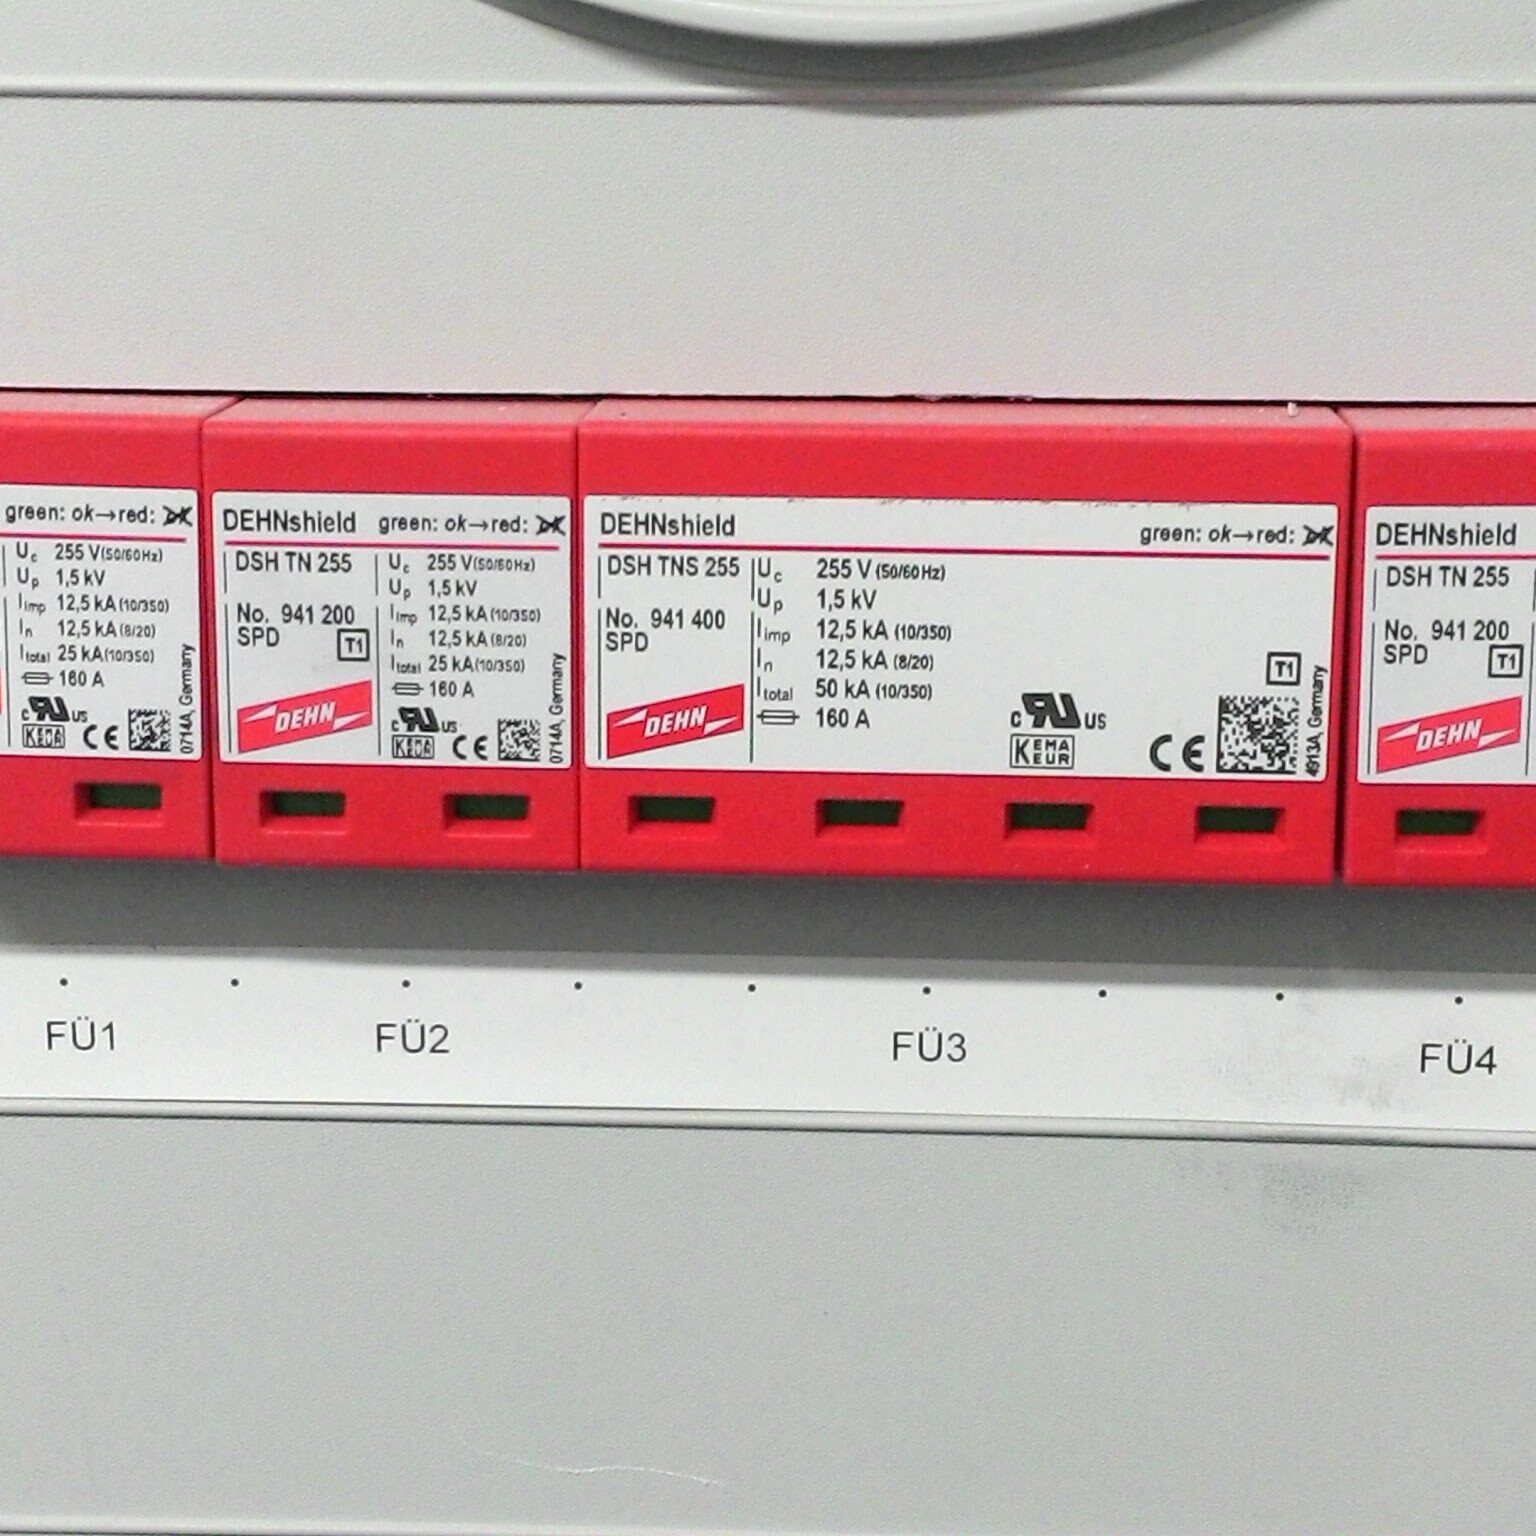 green: ok→red:
Uc 255 V(50/60Hz)
Up 1,5 kV
Iimp 12,5 kA (10/350)
In 12,5 kA (8/20)
Itotal 25 kA(10/350)
160 A
c UR US
KEMA EUR CE
0714A, Germany
DEHNshield green: ok→red:
DSH TN 255
No. 941 200
SPD T1
DEHN
Uc 255 V(50/60Hz)
Up 1,5 kV
Iimp 12,5 kA (10/350)
In 12,5 kA (8/20)
Itotal 25 kA(10/350)
160 A
c UR US
KEMA EUR CE
0714A, Germany
DEHNshield green: ok→red:
DSH TNS 255
No. 941 400
SPD
DEHN
Uc 255 V (50/60Hz)
Up 1,5 kV
Iimp 12,5 kA (10/350)
In 12,5 kA (8/20)
Itotal 50 kA (10/350)
160 A
c UR US
KEMA
EUR
CE
T1
4913A, Germany
DEHNshield
DSH TN 255
No. 941 200
SPD T1
DEHN
FÜ1 FÜ2 FÜ3 FÜ4